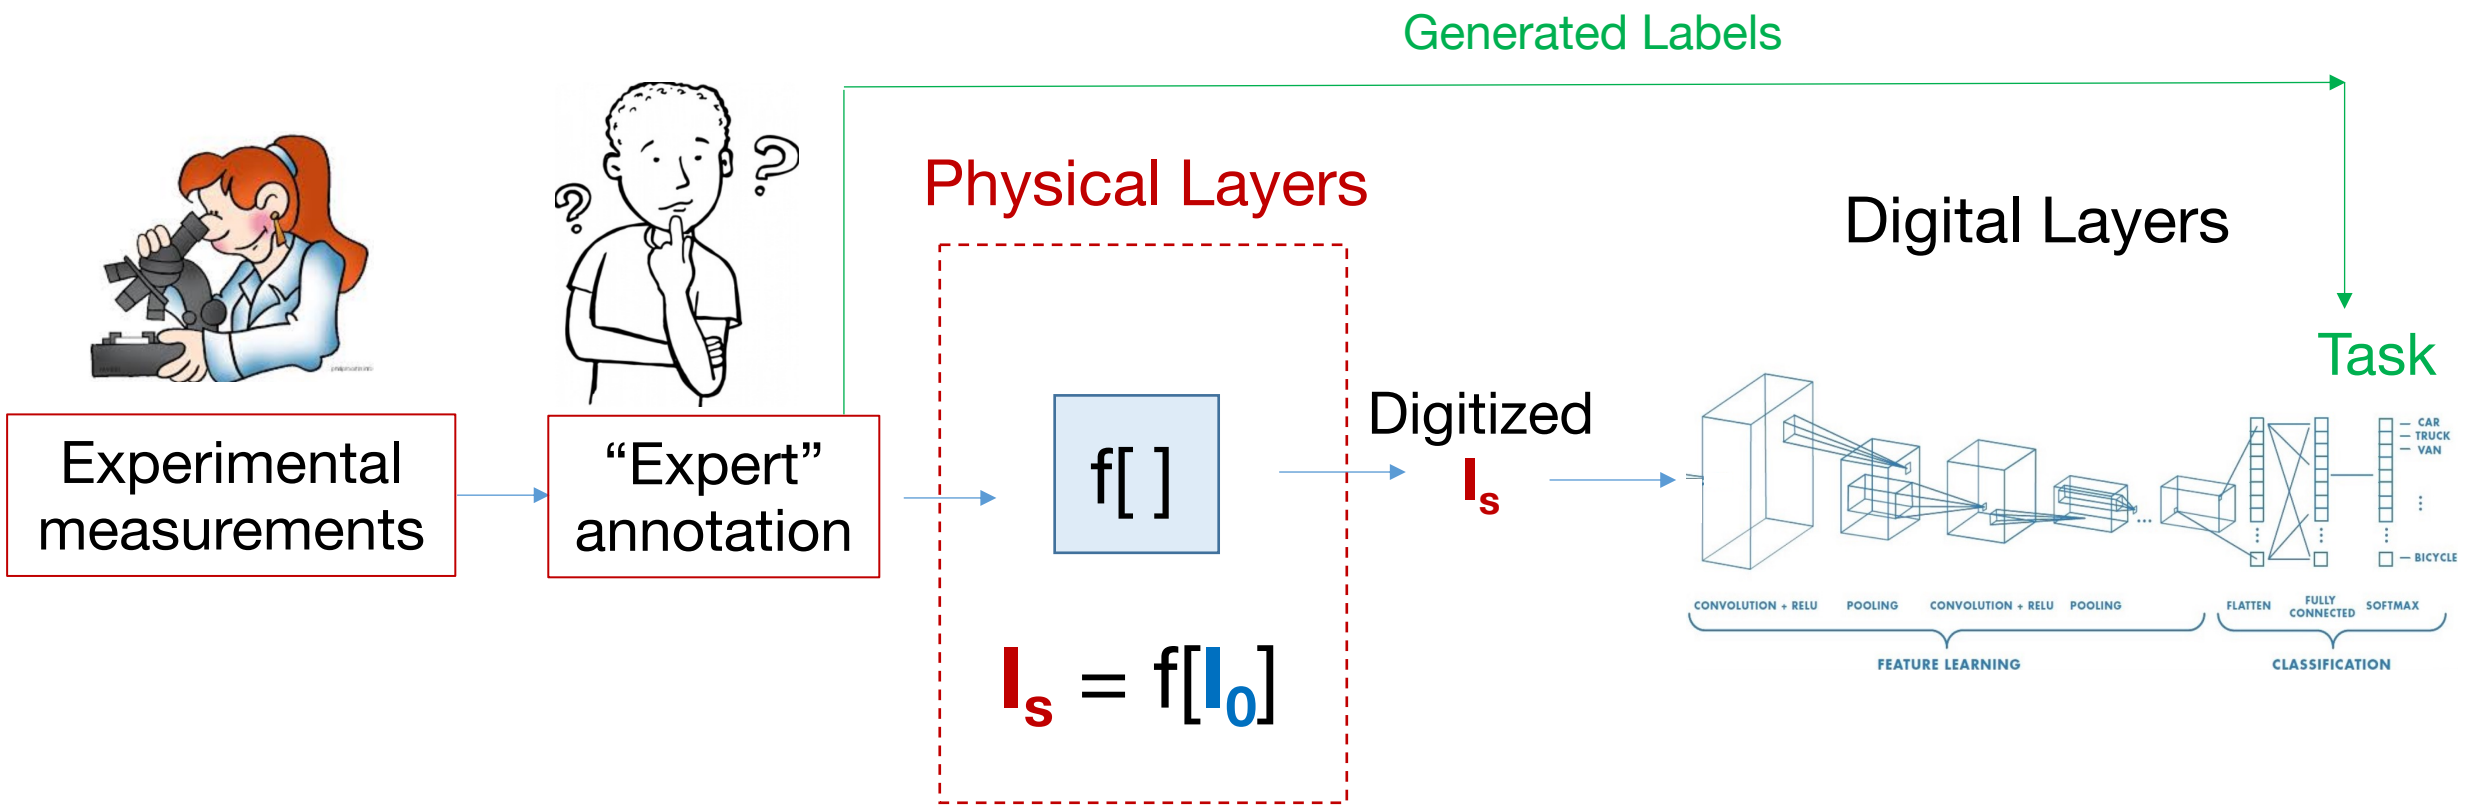 Generated Labels
Physical Layers
Digital Layers
Task
Experimental
measurements
“Expert”
annotation
f[ ]
Digitized
Is
Is = f[I0]
CAR
TRUCK
VAN
BICYCLE
CONVOLUTION + RELU
POOLING
CONVOLUTION + RELU
POOLING
FLATTEN
FULLY
CONNECTED
SOFTMAX
FEATURE LEARNING
CLASSIFICATION